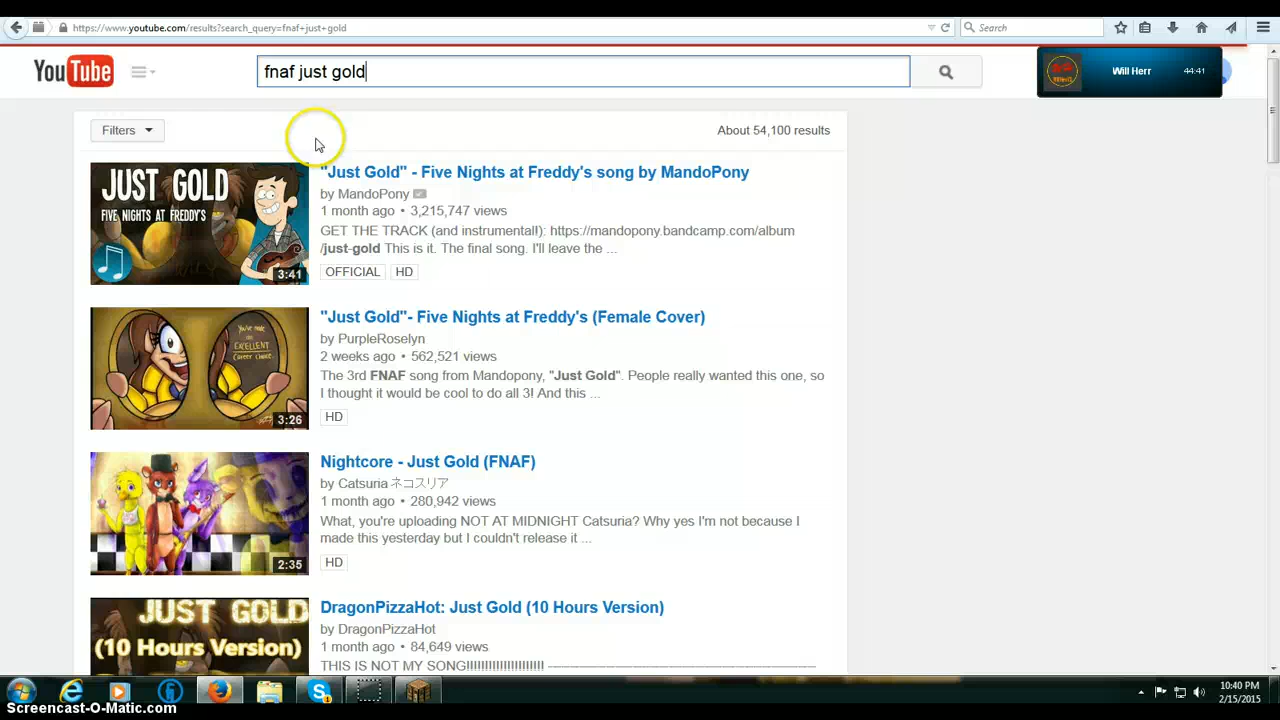 https://www.youtube.com/results?search_query=fnaf+just+gold
Search
YouTube
fnaf just gold
Will Herr
44:41
Filters
About 54,100 results
JUST GOLD
FIVE NIGHTS AT FREDDY'S
3:41
"Just Gold" - Five Nights at Freddy's song by MandoPony
by MandoPony
1 month ago • 3,215,747 views
GET THE TRACK (and instrumental!): https://mandopony.bandcamp.com/album
/just-gold This is it. The final song. I'll leave the ...
OFFICIAL HD
You've made
an
EXCELLENT
Career choice.
3:26
"Just Gold"- Five Nights at Freddy's (Female Cover)
by PurpleRoselyn
2 weeks ago • 562,521 views
The 3rd FNAF song from Mandopony, "Just Gold". People really wanted this one, so
I thought it would be cool to do all 3! And this ...
HD
2:35
Nightcore - Just Gold (FNAF)
by Catsuria ネコスリア
1 month ago • 280,942 views
What, you're uploading NOT AT MIDNIGHT Catsuria? Why yes I'm not because I
made this yesterday but I couldn't release it ...
HD
JUST GOLD
(10 Hours Version)
DragonPizzaHot: Just Gold (10 Hours Version)
by DragonPizzaHot
1 month ago • 84,649 views
THIS IS NOT MY SONG!!!!!!!!!!!!!!!!!!!!!
10:40 PM
2/15/2015
Screencast-O-Matic.com